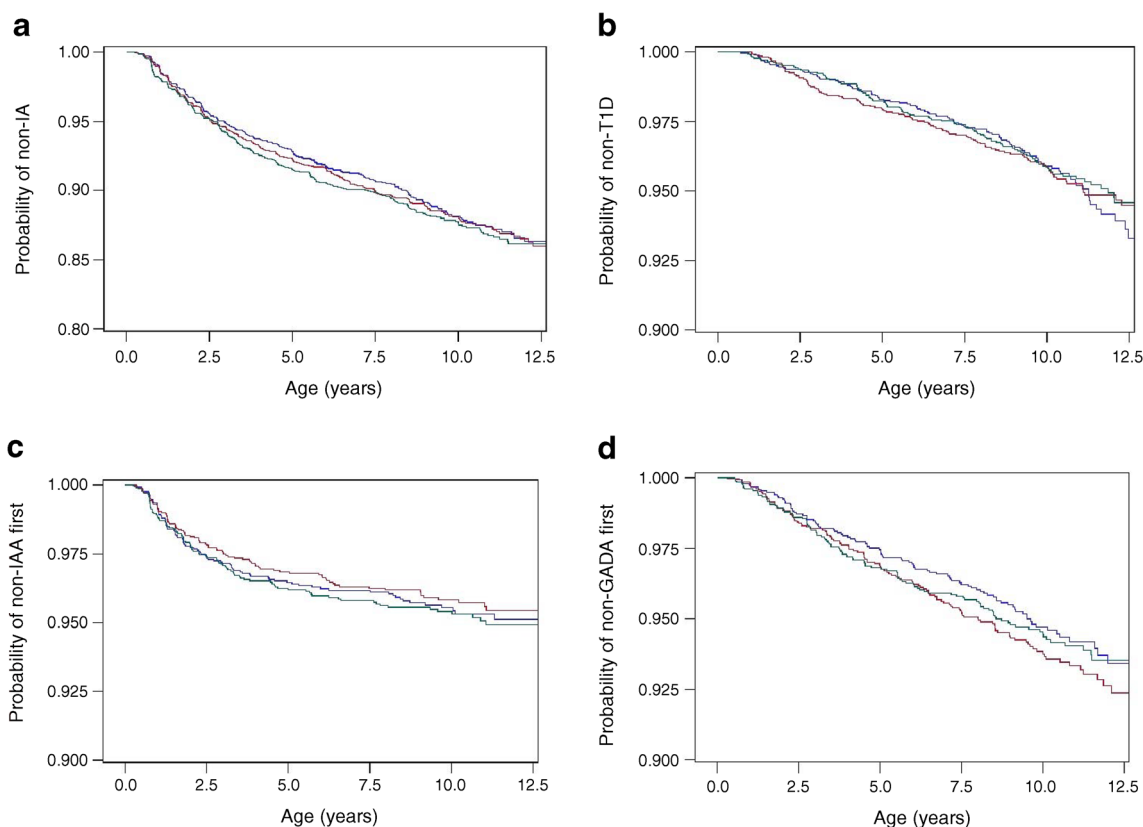 a
1.00
0.95
0.90
0.85
0.80
Probability of non-IA
0.0 2.5 5.0 7.5 10.0 12.5
Age (years)
b
1.000
0.975
0.950
0.925
0.900
Probability of non-T1D
0.0 2.5 5.0 7.5 10.0 12.5
Age (years)
c
1.000
0.975
0.950
0.925
0.900
Probability of non-IAA first
0.0 2.5 5.0 7.5 10.0 12.5
Age (years)
d
1.000
0.975
0.950
0.925
0.900
Probability of non-GADA first
0.0 2.5 5.0 7.5 10.0 12.5
Age (years)